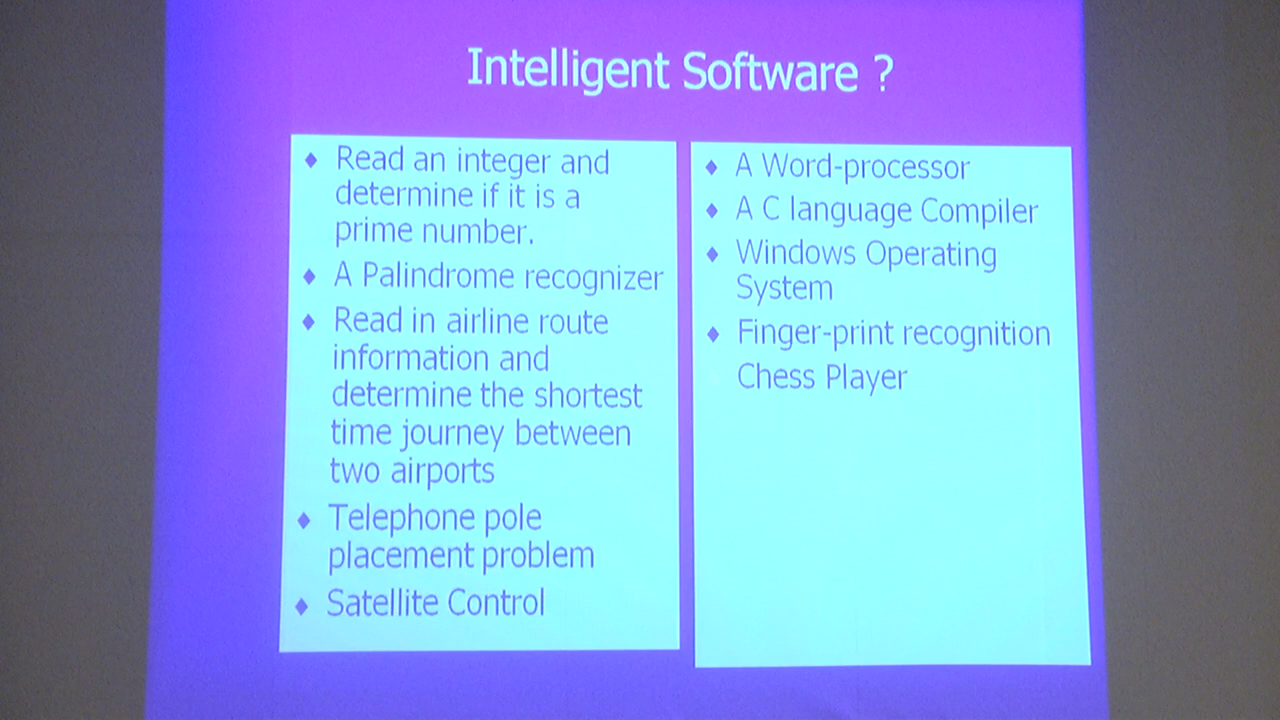 Intelligent Software ?
♦ Read an integer and
determine if it is a
prime number.
♦ A Palindrome recognizer
♦ Read in airline route
information and
determine the shortest
time journey between
two airports
♦ Telephone pole
placement problem
♦ Satellite Control
♦ A Word-processor
♦ A C language Compiler
♦ Windows Operating
System
♦ Finger-print recognition
Chess Player